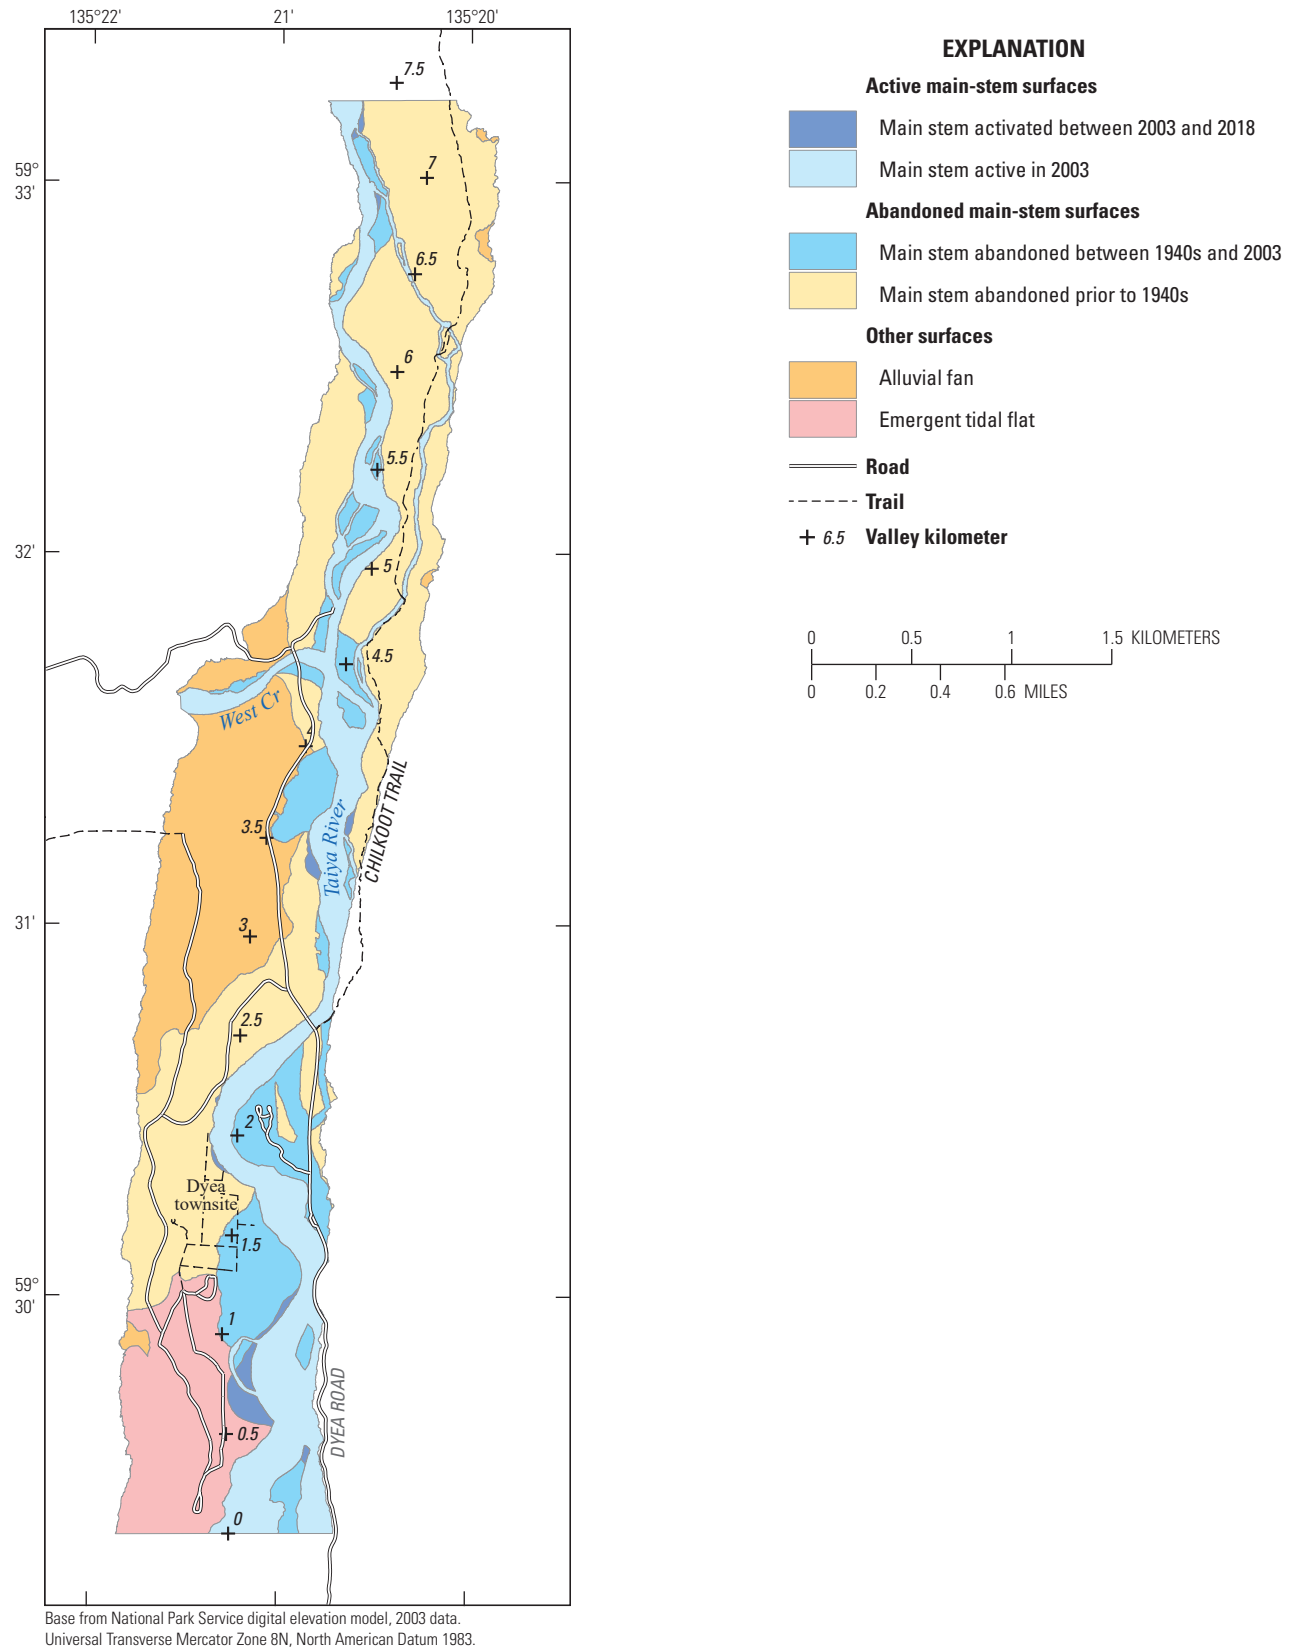 135°22'
21'
135°20'
7.5
59°
33'
7
6.5
6
5.5
32'
5
4.5
West Cr
4
CHILKOOT TRAIL
Taiya River
3.5
31'
3
2.5
2
Dyea
townsite
1.5
59°
30'
1
DYEA ROAD
0.5
0
Base from National Park Service digital elevation model, 2003 data.
Universal Transverse Mercator Zone 8N, North American Datum 1983.
EXPLANATION
Active main-stem surfaces
Main stem activated between 2003 and 2018
Main stem active in 2003
Abandoned main-stem surfaces
Main stem abandoned between 1940s and 2003
Main stem abandoned prior to 1940s
Other surfaces
Alluvial fan
Emergent tidal flat
Road
Trail
6.5 Valley kilometer
0 0.5 1 1.5 KILOMETERS
0 0.2 0.4 0.6 MILES